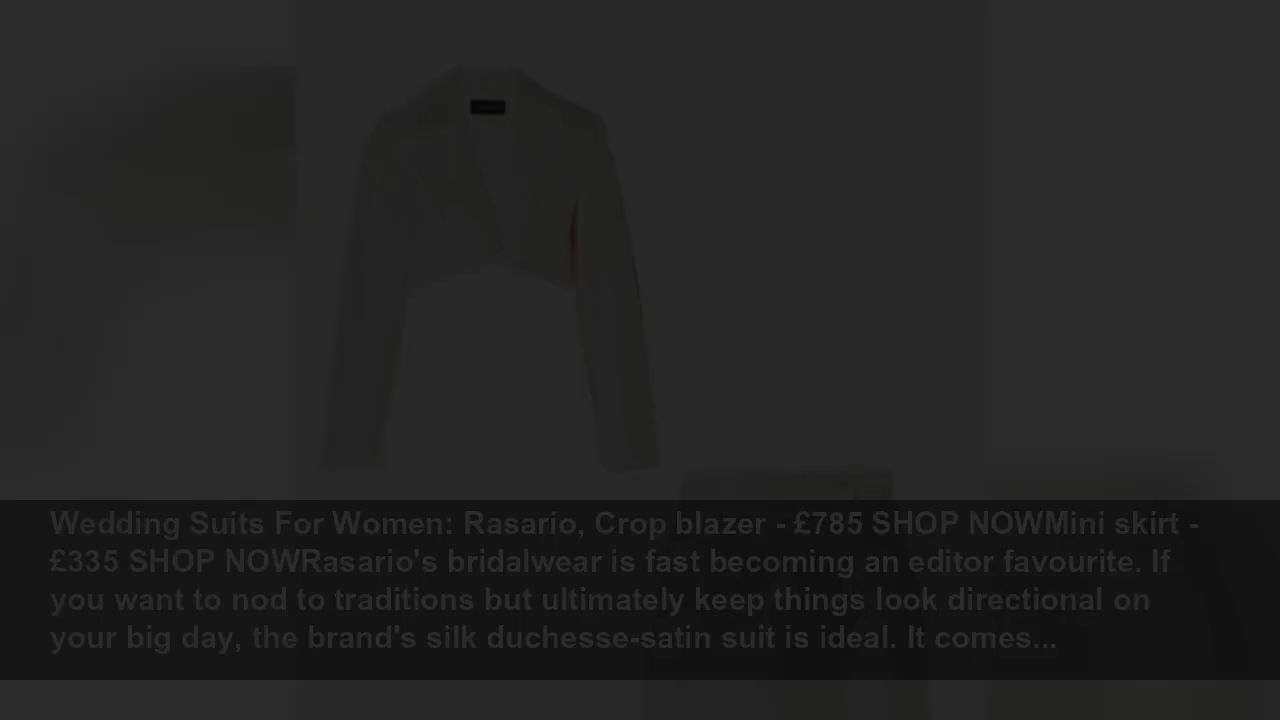 Wedding Suits For Women: Rasario, Crop blazer - £785 SHOP NOWMini skirt -
£335 SHOP NOWRasario's bridalwear is fast becoming an editor favourite. If
you want to nod to traditions but ultimately keep things look directional on
your big day, the brand's silk duchesse-satin suit is ideal. It comes...